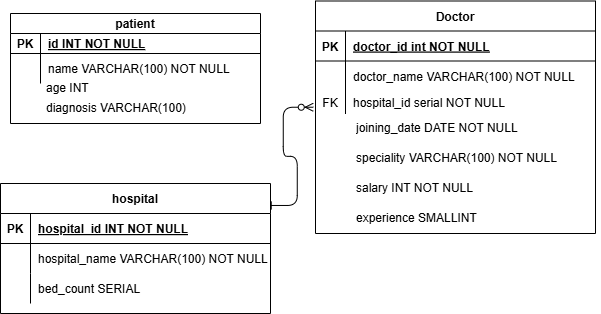 patient
PK id INT NOT NULL
name VARCHAR(100) NOT NULL
age INT
diagnosis VARCHAR(100)
Doctor
PK doctor_id int NOT NULL
doctor_name VARCHAR(100) NOT NULL
FK hospital_id serial NOT NULL
joining_date DATE NOT NULL
speciality VARCHAR(100) NOT NULL
salary INT NOT NULL
experience SMALLINT
hospital
PK hospital_id INT NOT NULL
hospital_name VARCHAR(100) NOT NULL
bed_count SERIAL